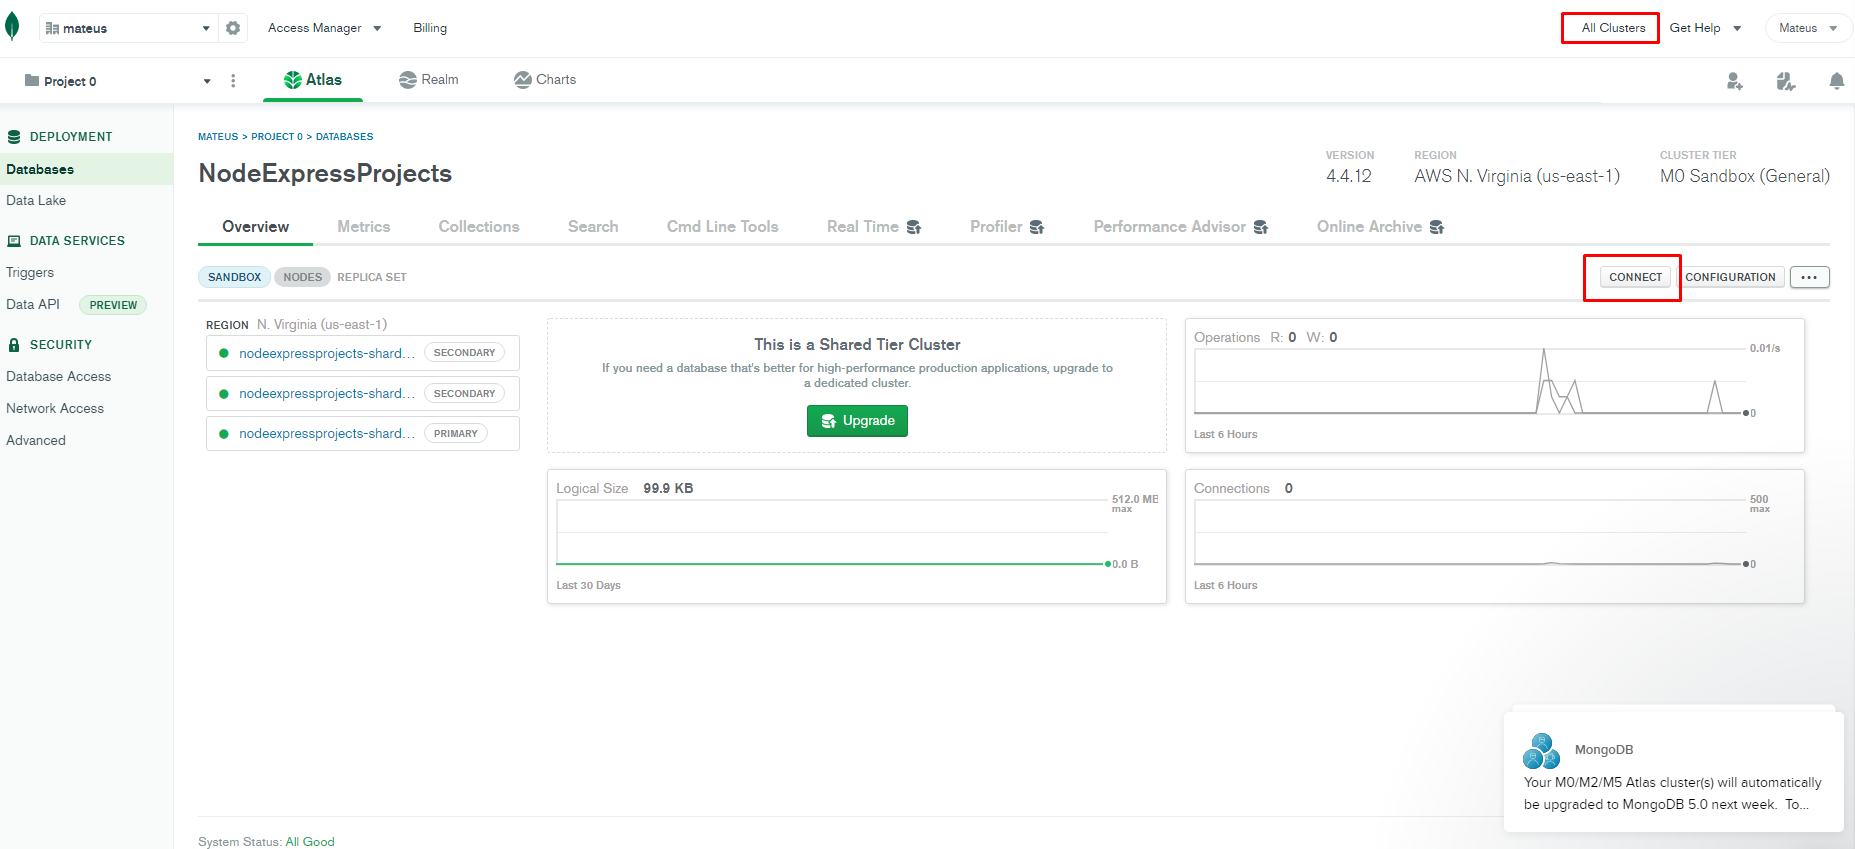 mateus
Access Manager
Billing
All Clusters
Get Help
Mateus
Project 0
Atlas
Realm
Charts
DEPLOYMENT
Databases
Data Lake
DATA SERVICES
Triggers
Data API PREVIEW
SECURITY
Database Access
Network Access
Advanced
MATEUS > PROJECT 0 > DATABASES
NodeExpressProjects
VERSION
4.4.12
REGION
AWS N. Virginia (us-east-1)
CLUSTER TIER
M0 Sandbox (General)
Overview
Metrics
Collections
Search
Cmd Line Tools
Real Time
Profiler
Performance Advisor
Online Archive
SANDBOX NODES REPLICA SET
CONNECT
CONFIGURATION
...
REGION N. Virginia (us-east-1)
nodeexpressprojects-shard... SECONDARY
nodeexpressprojects-shard... SECONDARY
nodeexpressprojects-shard... PRIMARY
This is a Shared Tier Cluster
If you need a database that's better for high-performance production applications, upgrade to
a dedicated cluster.
Upgrade
Operations R: 0 W: 0
0.01/s
0
Last 6 Hours
Logical Size 99.9 KB
512.0 MB
max
0.0 B
Last 30 Days
Connections 0
500
max
0
Last 6 Hours
MongoDB
Your M0/M2/M5 Atlas cluster(s) will automatically
be upgraded to MongoDB 5.0 next week. To...
System Status: All Good